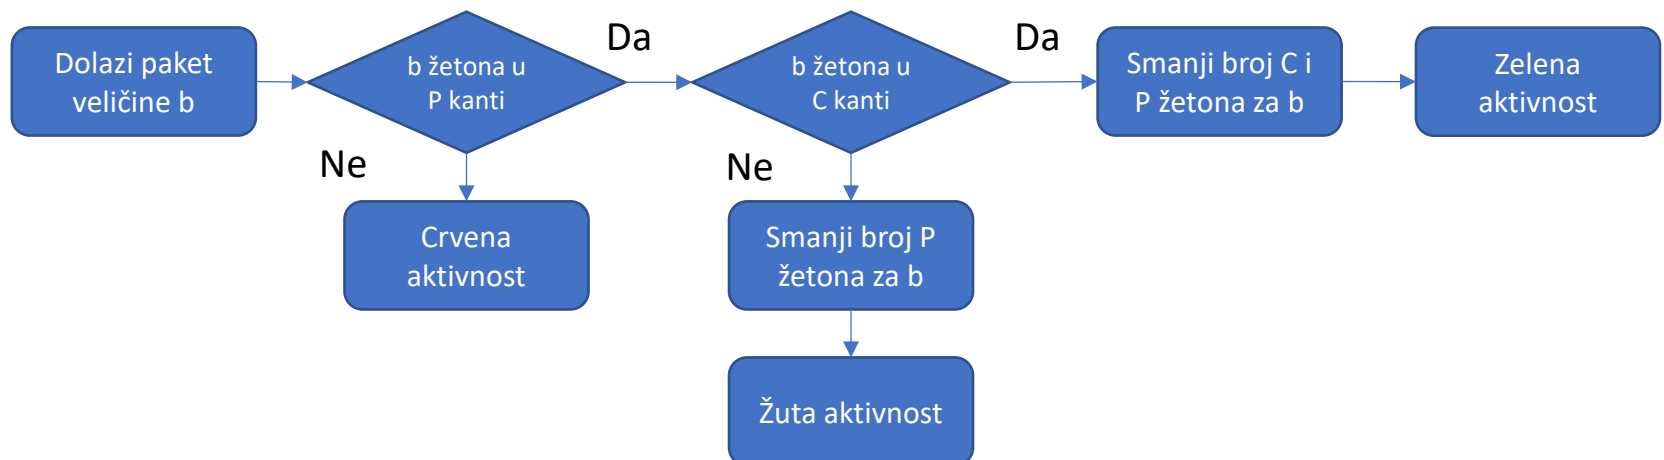 Dolazi paket
veličine b
b žetona u
P kanti
Da
b žetona u
C kanti
Da
Smanji broj C i
P žetona za b
Zelena
aktivnost
Ne
Crvena
aktivnost
Ne
Smanji broj P
žetona za b
Žuta aktivnost